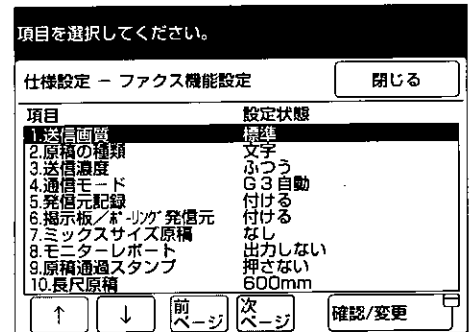 項目を選択してください。
仕様設定 － ファクス機能設定 閉じる
項目 設定状態
1.送信画質 標準
2.原稿の種類 文字
3.送信濃度 ふつう
4.通信モード G3自動
5.発信元記録 付ける
6.掲示板／ﾎﾟｰﾘﾝｸﾞ発信元 付ける
7.ミックスサイズ原稿 なし
8.モニターレポート 出力しない
9.原稿通過スタンプ 押さない
10.長尺原稿 600mm
↑ ↓ 前ページ 次ページ 確認/変更